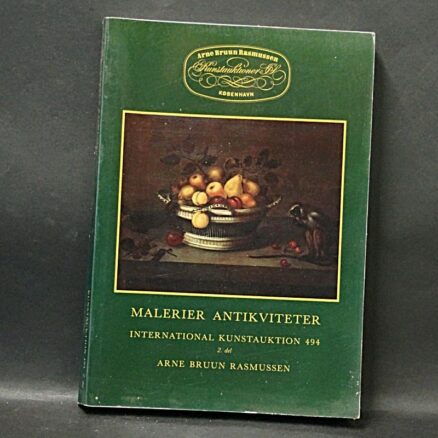 Arne Bruun Rasmussen
Kunstauktioner
KØBENHAVN
MALERIER ANTIKVITETER
INTERNATIONAL KUNSTAUKTION 494
2. del
ARNE BRUUN RASMUSSEN